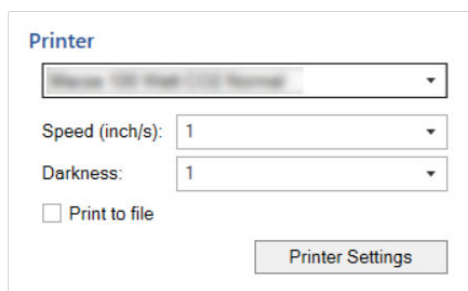 Printer
Speed (inch/s): 1
Darkness: 1
Print to file
Printer Settings